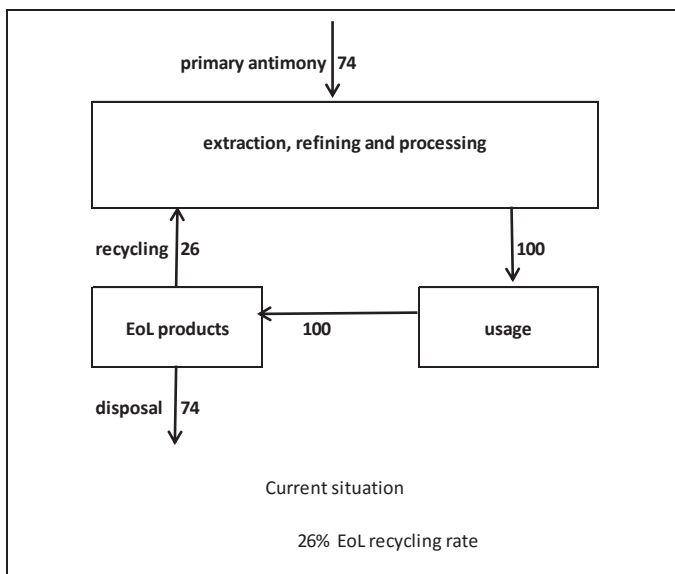 primary antimony 74
extraction, refining and processing
recycling 26
100
EoL products
100
usage
disposal 74
Current situation
26% EoL recycling rate